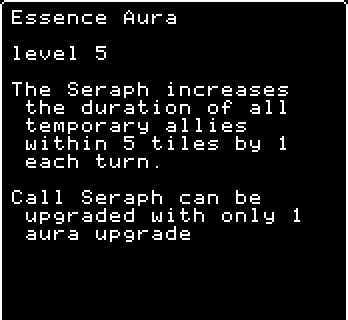 Essence Aura
level 5
The Seraph increases
the duration of all
temporary allies
within 5 tiles by 1
each turn.
Call Seraph can be
upgraded with only 1
aura upgrade